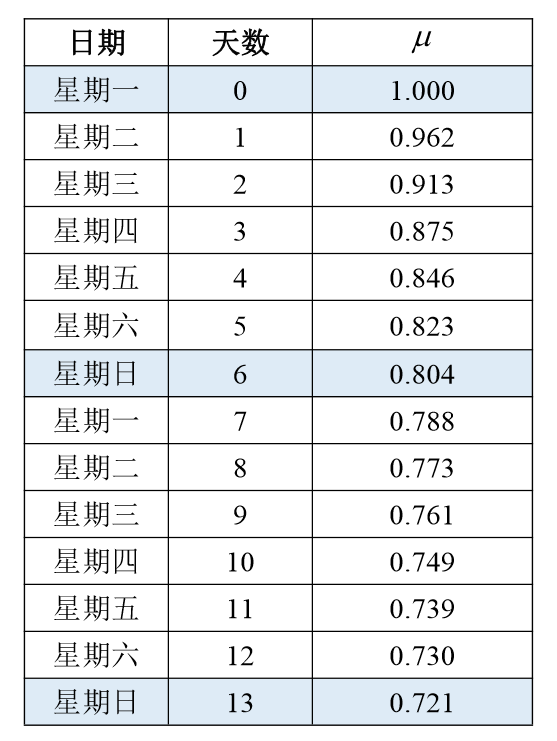 日期 天数 μ
星期一 0 1.000
星期二 1 0.962
星期三 2 0.913
星期四 3 0.875
星期五 4 0.846
星期六 5 0.823
星期日 6 0.804
星期一 7 0.788
星期二 8 0.773
星期三 9 0.761
星期四 10 0.749
星期五 11 0.739
星期六 12 0.730
星期日 13 0.721